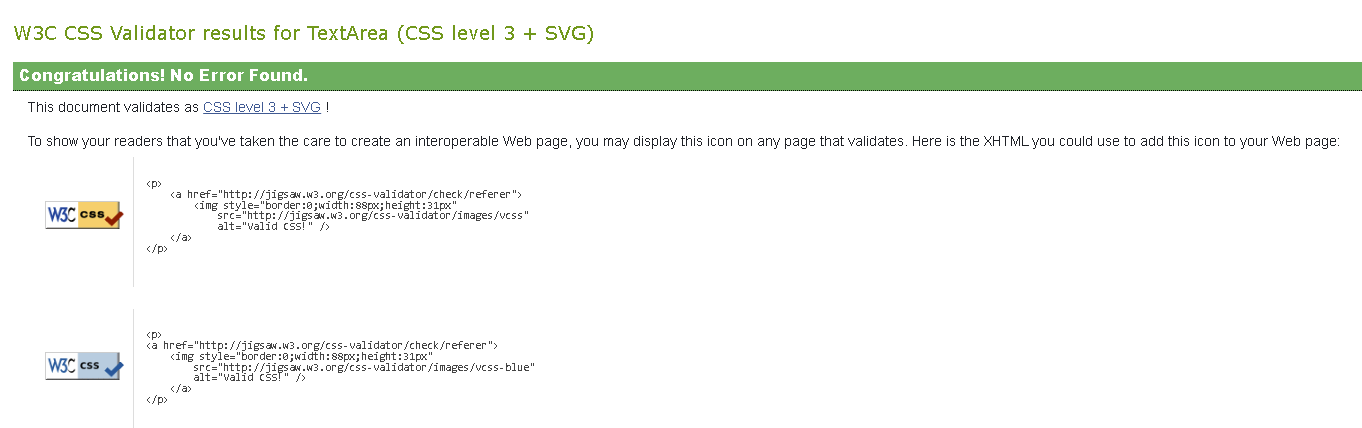 W3C CSS Validator results for TextArea (CSS level 3 + SVG)
Congratulations! No Error Found.
This document validates as CSS level 3 + SVG !
To show your readers that you've taken the care to create an interoperable Web page, you may display this icon on any page that validates. Here is the XHTML you could use to add this icon to your Web page:
W3C css
<p>
<a href="http://jigsaw.w3.org/css-validator/check/referer">
<img style="border:0;width:88px;height:31px"
src="http://jigsaw.w3.org/css-validator/images/vcss"
alt="Valid CSS!" />
</a>
</p>
W3C css
<p>
<a href="http://jigsaw.w3.org/css-validator/check/referer">
<img style="border:0;width:88px;height:31px"
src="http://jigsaw.w3.org/css-validator/images/vcss-blue"
alt="Valid CSS!" />
</a>
</p>